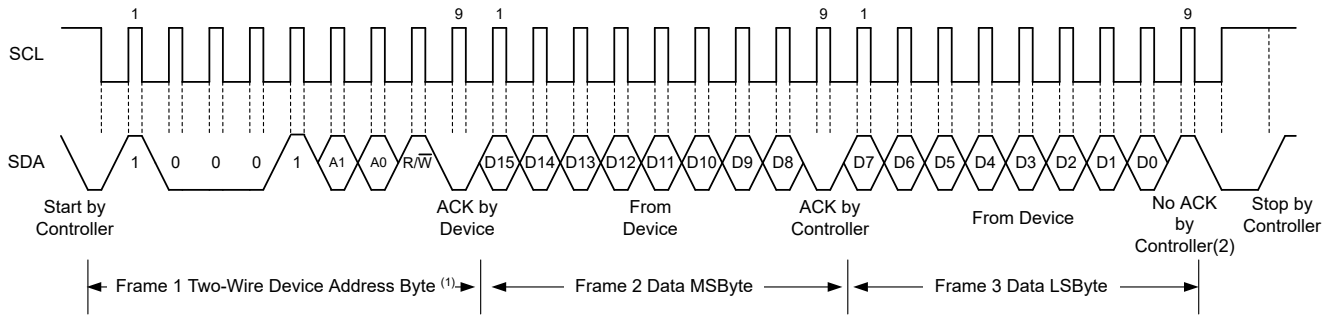 1 9 1 9 1 9
SCL
SDA
1 0 0 0 1 A1 A0 R/W̅ D15 D14 D13 D12 D11 D10 D9 D8 D7 D6 D5 D4 D3 D2 D1 D0
Start by
Controller
ACK by
Device
From
Device
ACK by
Controller
From Device
No ACK
by
Controller(2)
Stop by
Controller
Frame 1 Two-Wire Device Address Byte (1)
Frame 2 Data MSByte
Frame 3 Data LSByte